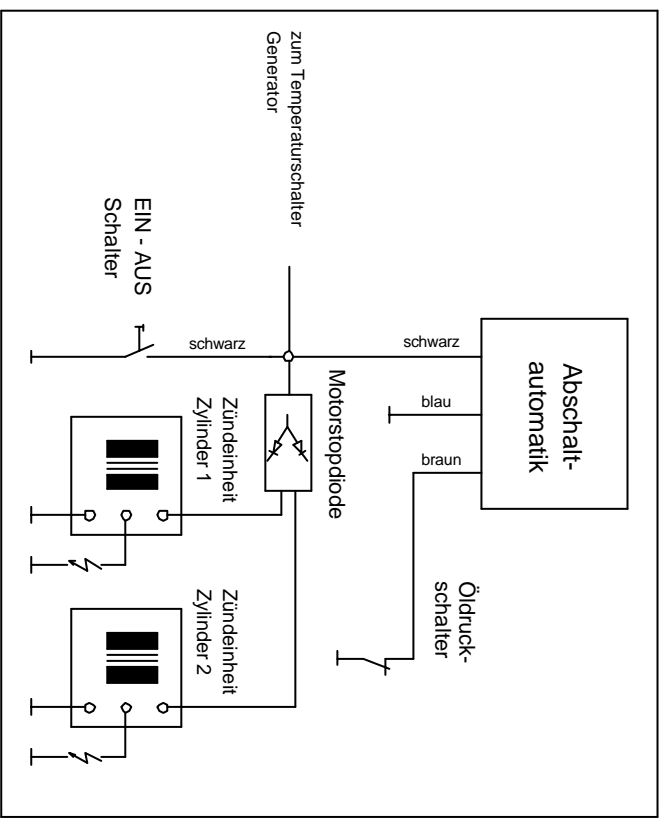 zum Temperaturschalter
Generator
EIN - AUS
Schalter
schwarz
schwarz
Abschalt-
automatik
blau
braun
Motorstopdiode
Zündeinheit
Zylinder 1
Öldruck-
schalter
Zündeinheit
Zylinder 2